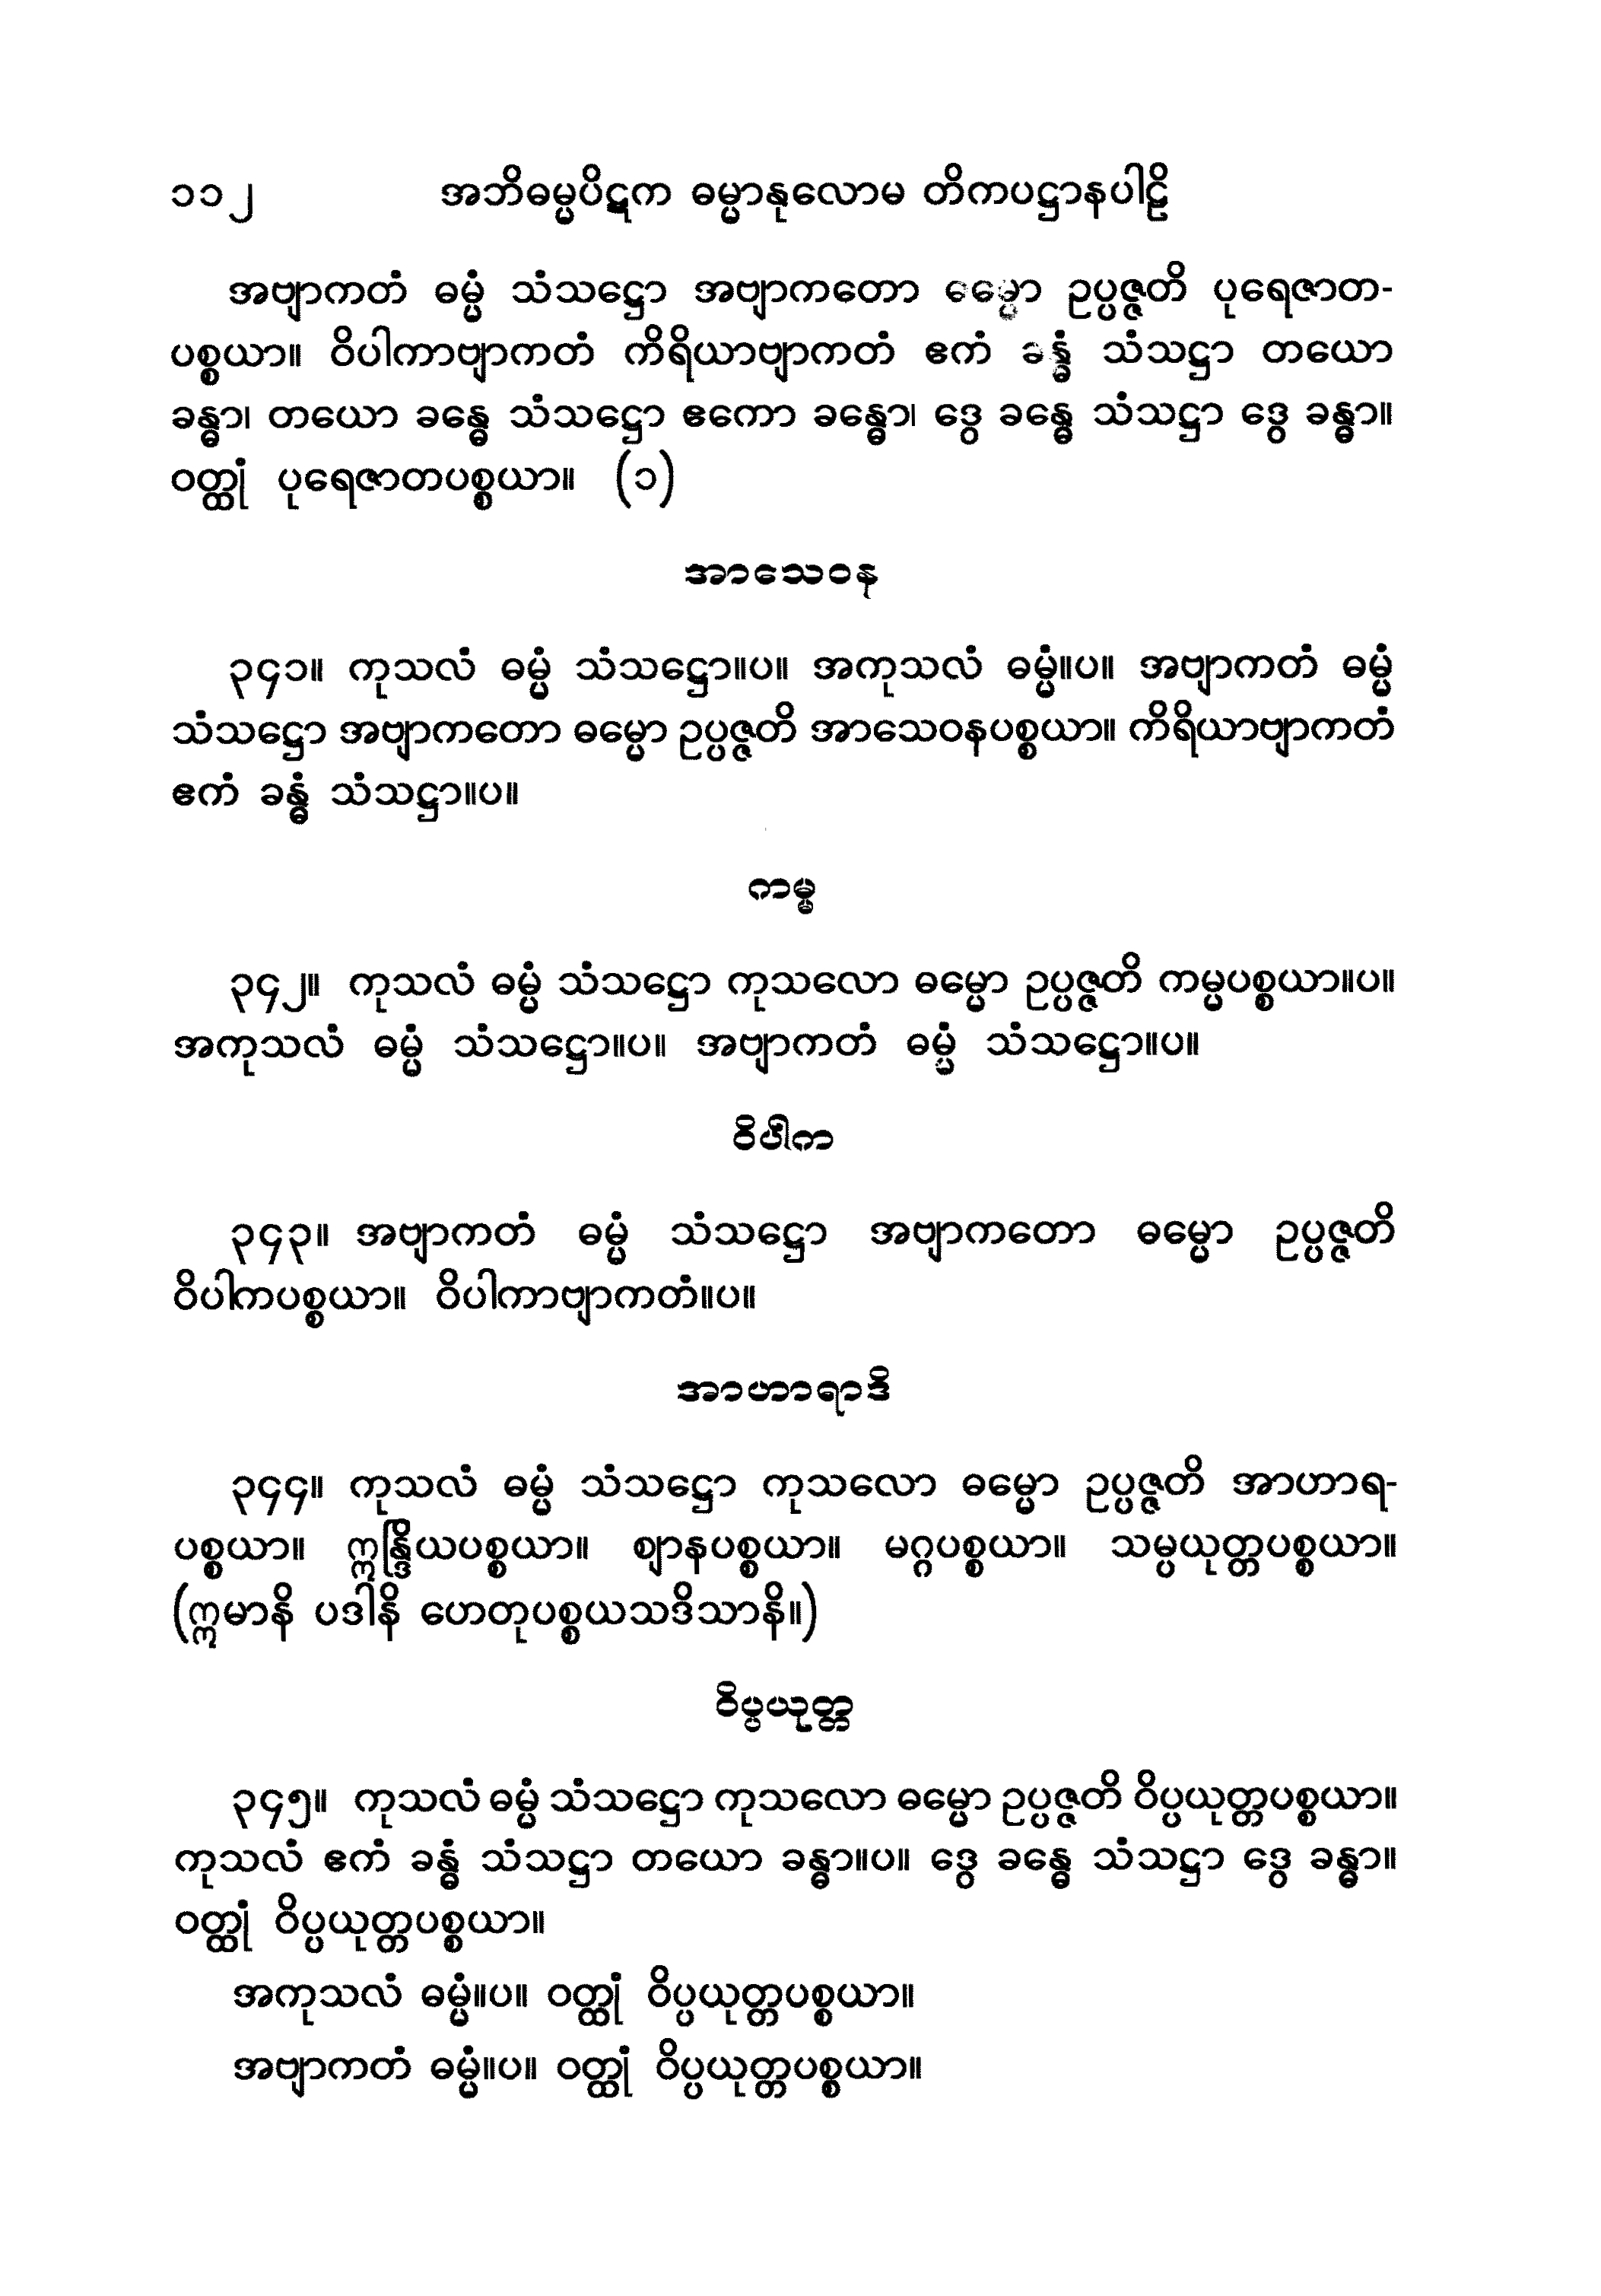 ၁၁၂ အဘိဓမ္မပိဋက ဓမ္မာနုလောမ တိကပဋ္ဌာနပါဠိ
အဗျာကတံ ဓမ္မံ သံသဋ္ဌော အဗျာကတော ဓမ္မော ဥပ္ပဇ္ဇတိ ပုရေဇာတ-
ပစ္စယာ။ ဝိပါကာဗျာကတံ ကိရိယာဗျာကတံ ဧကံ ခန္ဓံ သံသဋ္ဌာ တယော
ခန္ဓာ၊ တယော ခန္ဓေ သံသဋ္ဌော ဧကော ခန္ဓော၊ ဒွေ ခန္ဓေ သံသဋ္ဌာ ဒွေ ခန္ဓာ။
ဝတ္ထုံ ပုရေဇာတပစ္စယာ။ (၁)
အာသေဝန
၃၄၁။ ကုသလံ ဓမ္မံ သံသဋ္ဌော။ပ။ အကုသလံ ဓမ္မံ။ပ။ အဗျာကတံ ဓမ္မံ
သံသဋ္ဌော အဗျာကတော ဓမ္မော ဥပ္ပဇ္ဇတိ အာသေဝနပစ္စယာ။ ကိရိယာဗျာကတံ
ဧကံ ခန္ဓံ သံသဋ္ဌာ။ပ။
ကမ္မ
၃၄၂။ ကုသလံ ဓမ္မံ သံသဋ္ဌော ကုသလော ဓမ္မော ဥပ္ပဇ္ဇတိ ကမ္မပစ္စယာ။ပ။
အကုသလံ ဓမ္မံ သံသဋ္ဌော။ပ။ အဗျာကတံ ဓမ္မံ သံသဋ္ဌော။ပ။
ဝိပါက
၃၄၃။ အဗျာကတံ ဓမ္မံ သံသဋ္ဌော အဗျာကတော ဓမ္မော ဥပ္ပဇ္ဇတိ
ဝိပါကပစ္စယာ။ ဝိပါကာဗျာကတံ။ပ။
အာဟာရာဒိ
၃၄၄။ ကုသလံ ဓမ္မံ သံသဋ္ဌော ကုသလော ဓမ္မော ဥပ္ပဇ္ဇတိ အာဟာရ-
ပစ္စယာ။ ဣန္ဒြိယပစ္စယာ။ ဈာနပစ္စယာ။ မဂ္ဂပစ္စယာ။ သမ္ပယုတ္တပစ္စယာ။
(ဣမာနိ ပဒါနိ ဟေတုပစ္စယသဒိသာနိ။)
ဝိပ္ပယုတ္တ
၃၄၅။ ကုသလံ ဓမ္မံ သံသဋ္ဌော ကုသလော ဓမ္မော ဥပ္ပဇ္ဇတိ ဝိပ္ပယုတ္တပစ္စယာ။
ကုသလံ ဧကံ ခန္ဓံ သံသဋ္ဌာ တယော ခန္ဓာ။ပ။ ဒွေ ခန္ဓေ သံသဋ္ဌာ ဒွေ ခန္ဓာ။
ဝတ္ထုံ ဝိပ္ပယုတ္တပစ္စယာ။
အကုသလံ ဓမ္မံ။ပ။ ဝတ္ထုံ ဝိပ္ပယုတ္တပစ္စယာ။
အဗျာကတံ ဓမ္မံ။ပ။ ဝတ္ထုံ ဝိပ္ပယုတ္တပစ္စယာ။